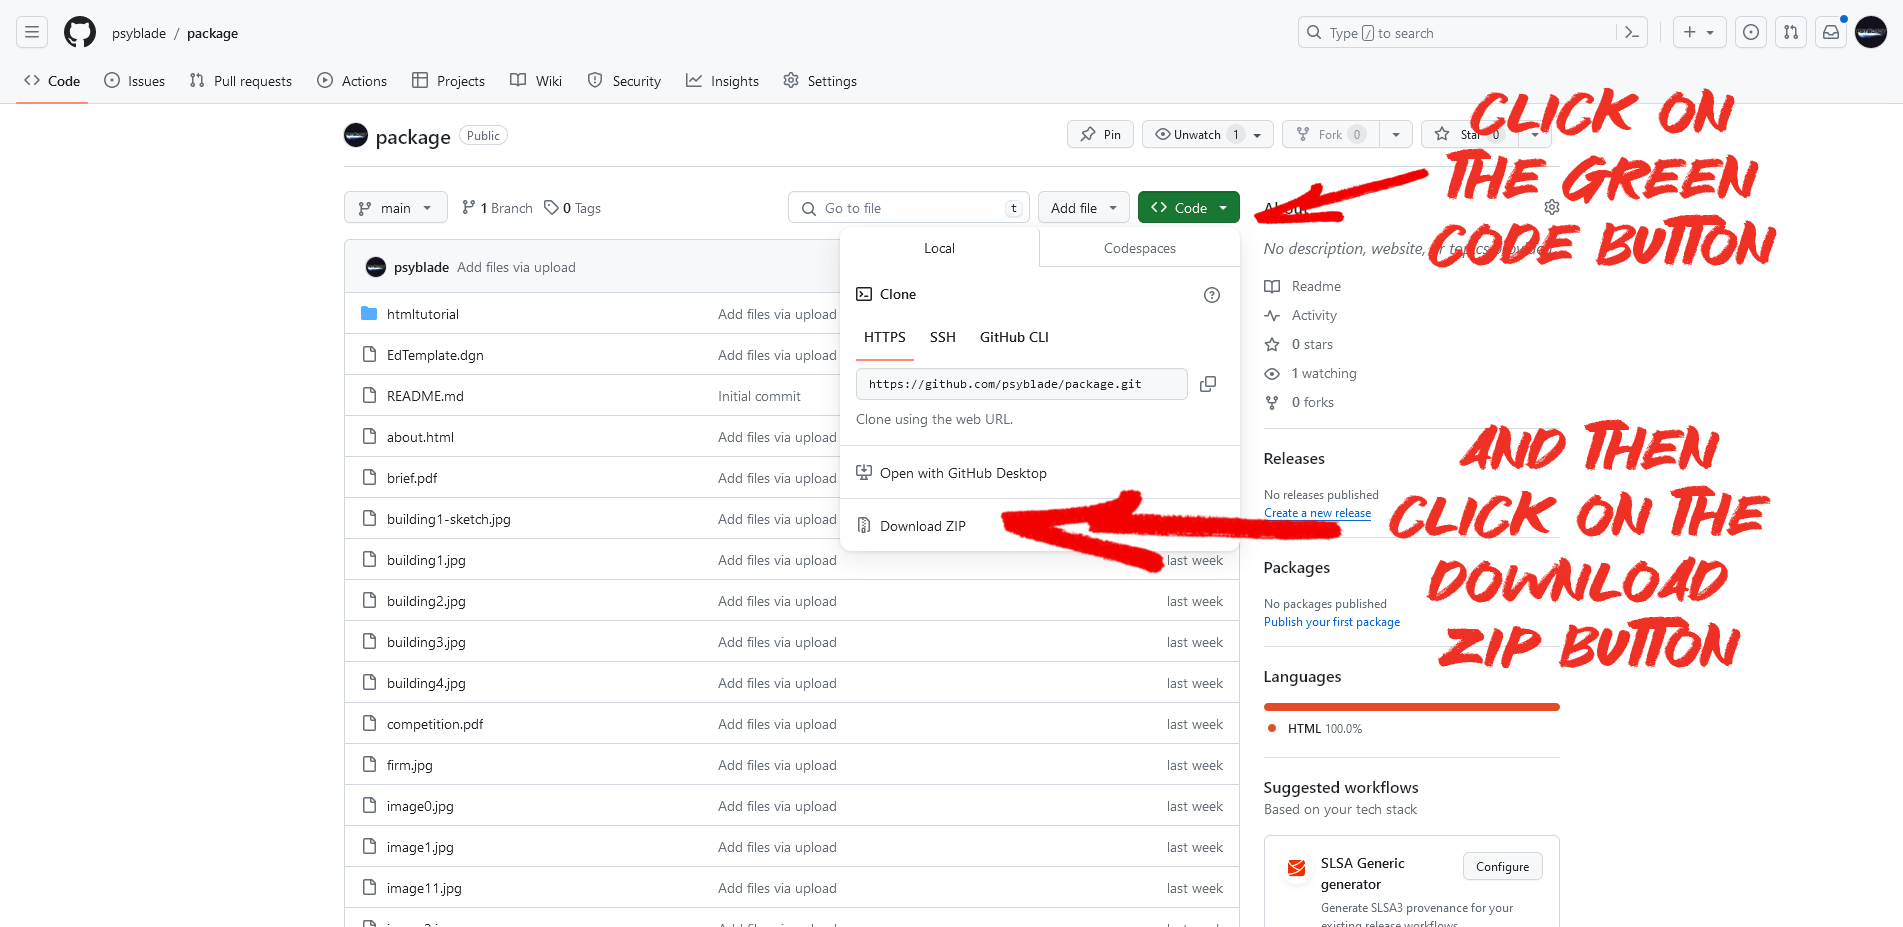 psyblade / package
Type / to search
Code
Issues
Pull requests
Actions
Projects
Wiki
Security
Insights
Settings
package Public
Pin
Unwatch 1
Fork 0
Star 0
CLICK ON
THE GREEN
CODE BUTTON
main
1 Branch
0 Tags
Go to file
t
Add file
Code
About
No description, website, or topics provided.
psyblade Add files via upload
Local
Codespaces
Clone
HTTPS
SSH
GitHub CLI
https://github.com/psyblade/package.git
Clone using the web URL.
Open with GitHub Desktop
Download ZIP
htmltutorial Add files via upload
EdTemplate.dgn Add files via upload
README.md Initial commit
about.html Add files via upload
brief.pdf Add files via upload
building1-sketch.jpg Add files via upload
building1.jpg Add files via upload last week
building2.jpg Add files via upload last week
building3.jpg Add files via upload last week
building4.jpg Add files via upload last week
competition.pdf Add files via upload last week
firm.jpg Add files via upload last week
image0.jpg Add files via upload last week
image1.jpg Add files via upload last week
image11.jpg Add files via upload last week
Readme
Activity
0 stars
1 watching
0 forks
AND THEN
CLICK ON THE
DOWNLOAD
ZIP BUTTON
Releases
No releases published
Create a new release
Packages
No packages published
Publish your first package
Languages
HTML 100.0%
Suggested workflows
Based on your tech stack
SLSA Generic
generator
Configure
Generate SLSA3 provenance for your
existing release workflows